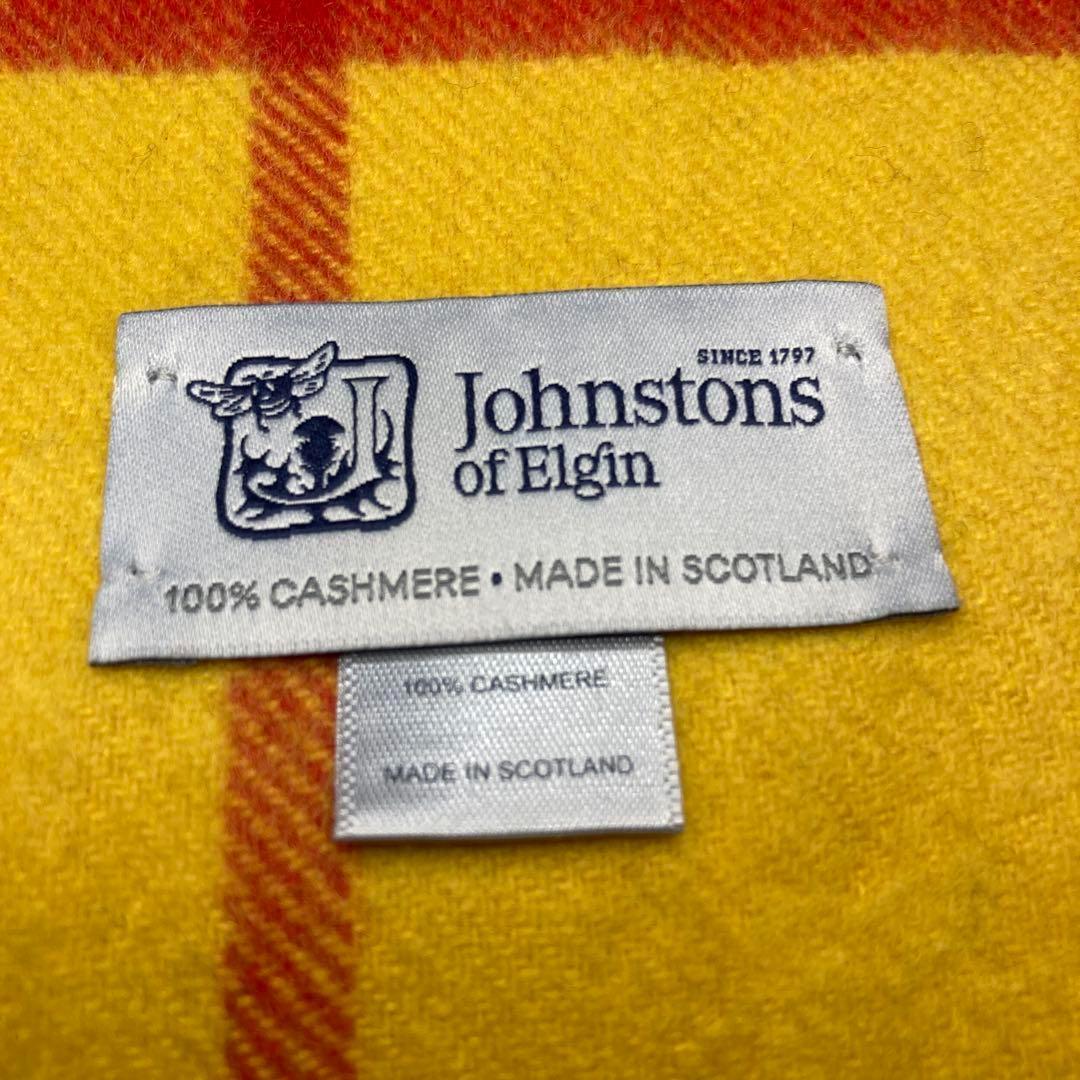 SINCE 1797
Johnstons
of Elgin
100% CASHMERE • MADE IN SCOTLAND
100% CASHMERE
MADE IN SCOTLAND